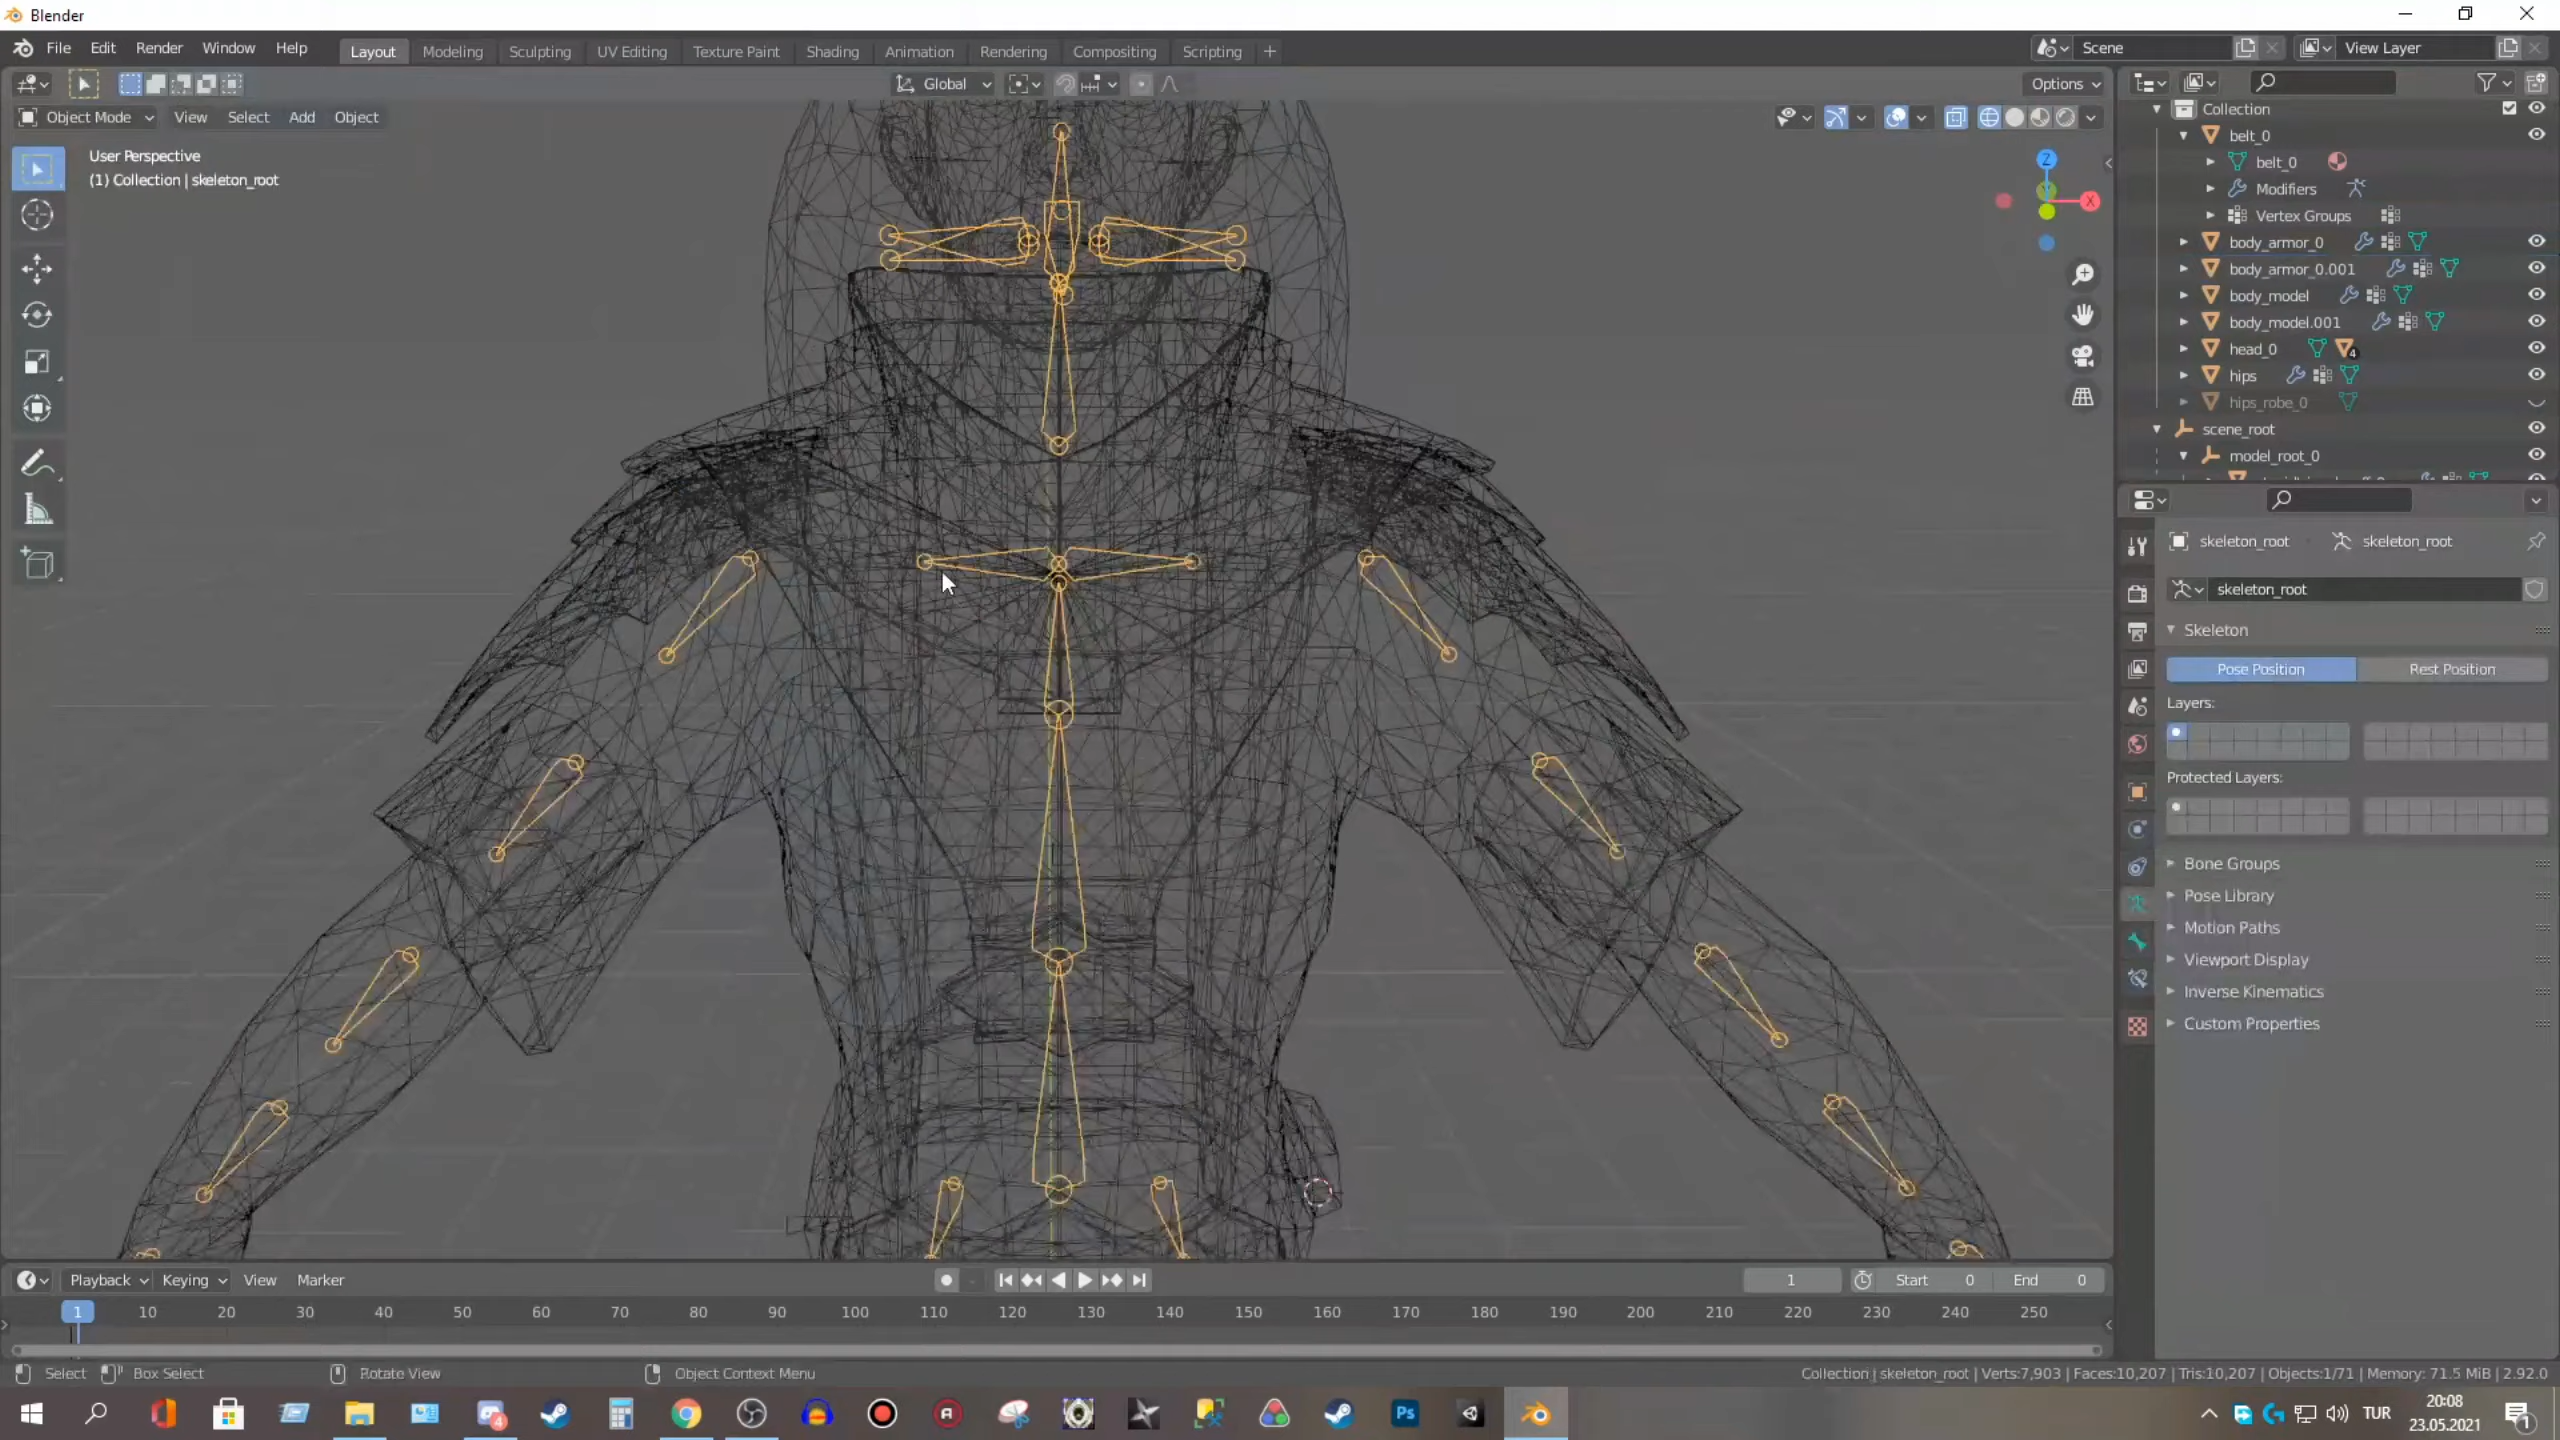 Blender
File Edit Render Window Help
Layout Modeling Sculpting UV Editing Texture Paint Shading Animation Rendering Compositing Scripting +
Scene
View Layer
Global
Options
Object Mode View Select Add Object
User Perspective
(1) Collection | skeleton_root
Z
X
Collection
belt_0
belt_0
Modifiers
Vertex Groups
body_armor_0
body_armor_0.001
body_model
body_model.001
head_0
4
hips
hips_robe_0
scene_root
model_root_0
skeleton_root
skeleton_root
skeleton_root
Skeleton
Pose Position
Rest Position
Layers:
Protected Layers:
Bone Groups
Pose Library
Motion Paths
Viewport Display
Inverse Kinematics
Custom Properties
Playback Keying View Marker
1
Start 0
End 0
1 10 20 30 40 50 60 70 80 90 100 110 120 130 140 150 160 170 180 190 200 210 220 230 240 250
Select Box Select Rotate View Object Context Menu
Collection | skeleton_root | Verts:7,903 | Faces:10,207 | Tris:10,207 | Objects:1/71 | Memory: 71.5 MiB | 2.92.0
4
Ps
TUR
20:08
23.05.2021
1